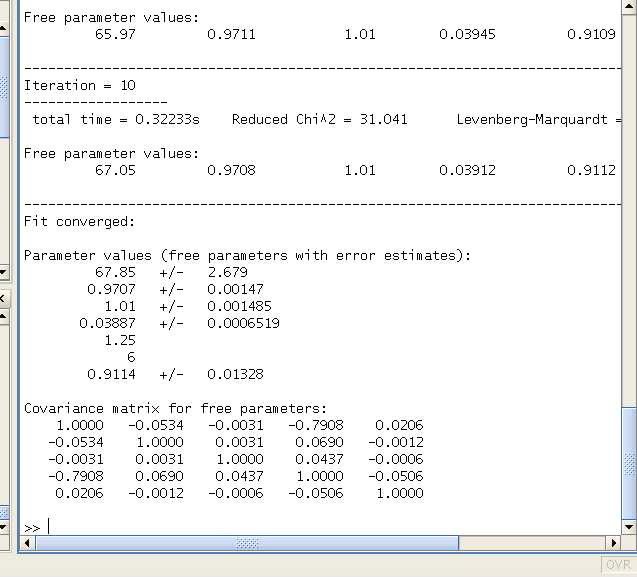 Free parameter values:
65.97 0.9711 1.01 0.03945 0.9109
--------------------------------------------------------------------------
Iteration = 10
------------------
total time = 0.32233s Reduced Chi^2 = 31.041 Levenberg-Marquardt =
Free parameter values:
67.05 0.9708 1.01 0.03912 0.9112
--------------------------------------------------------------------------
Fit converged:
Parameter values (free parameters with error estimates):
67.85 +/- 2.679
0.9707 +/- 0.00147
1.01 +/- 0.001485
0.03887 +/- 0.0006519
1.25
6
0.9114 +/- 0.01328
Covariance matrix for free parameters:
1.0000 -0.0534 -0.0031 -0.7908 0.0206
-0.0534 1.0000 0.0031 0.0690 -0.0012
-0.0031 0.0031 1.0000 0.0437 -0.0006
-0.7908 0.0690 0.0437 1.0000 -0.0506
0.0206 -0.0012 -0.0006 -0.0506 1.0000
>>
OVR